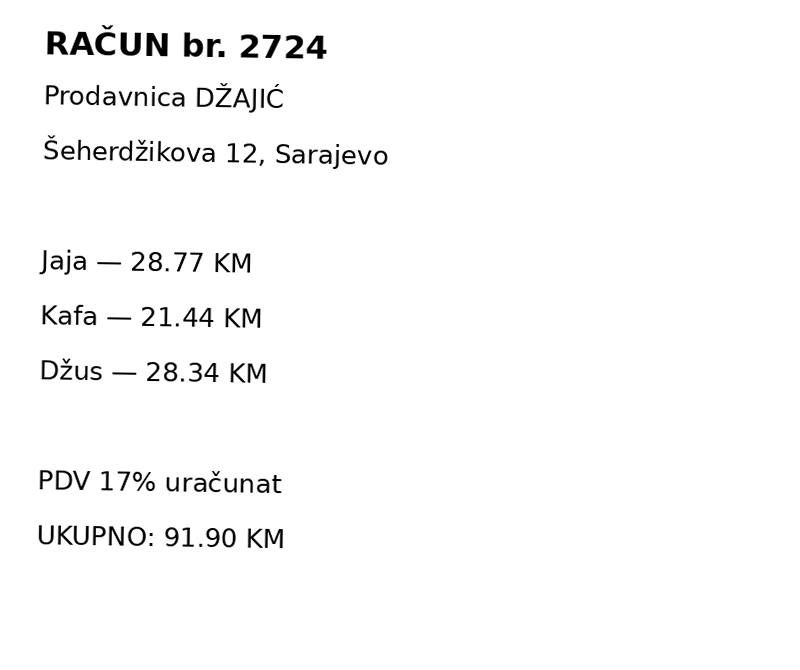 RAČUN br. 2724
Prodavnica DŽAJIĆ
Šeherdžikova 12, Sarajevo
Jaja — 28.77 KM
Kafa — 21.44 KM
Džus — 28.34 KM
PDV 17% uračunat
UKUPNO: 91.90 KM